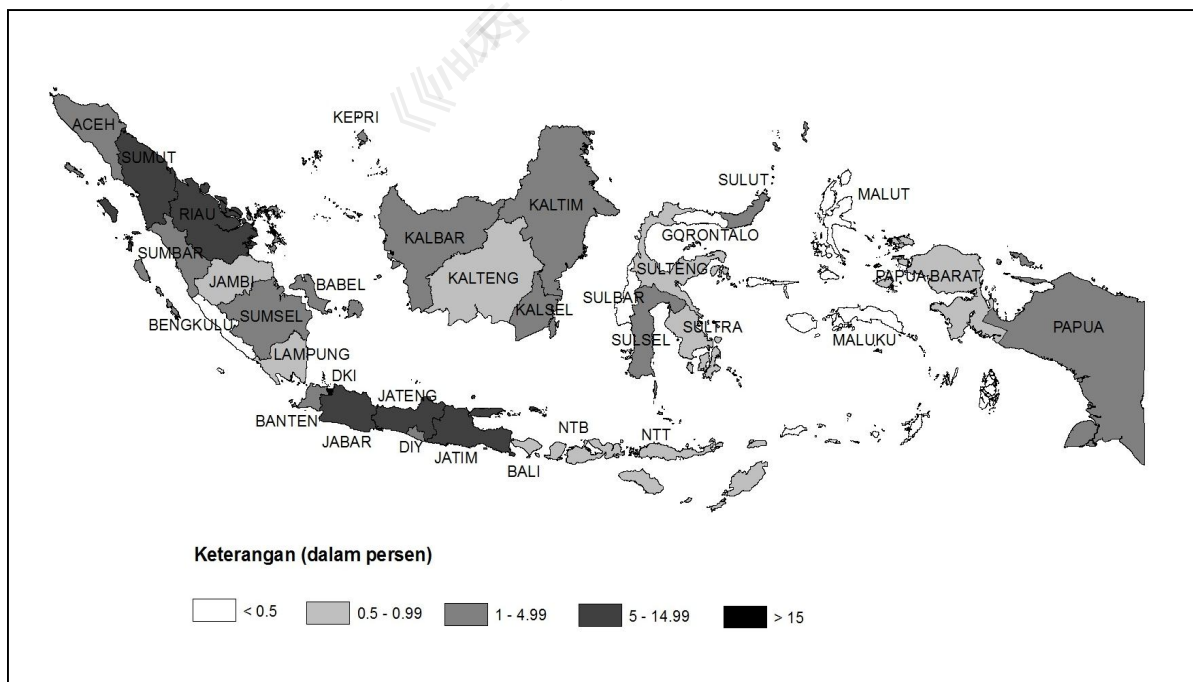 ACEH
SUMUT
RIAU
KEPRI
SUMBAR
JAMBI
BABEL
BENGKULU
SUMSEL
LAMPUNG
DKI
BANTEN
JABAR
JATENG
DIY
JATIM
BALI
NTB
NTT
KALBAR
KALTENG
KALTIM
KALSEL
SULUT
GORONTALO
SULTENG
SULBAR
SULSEL
SULTRA
MALUT
MALUKU
PAPUA BARAT
PAPUA
Keterangan (dalam persen)
< 0.5
0.5 - 0.99
1 - 4.99
5 - 14.99
> 15